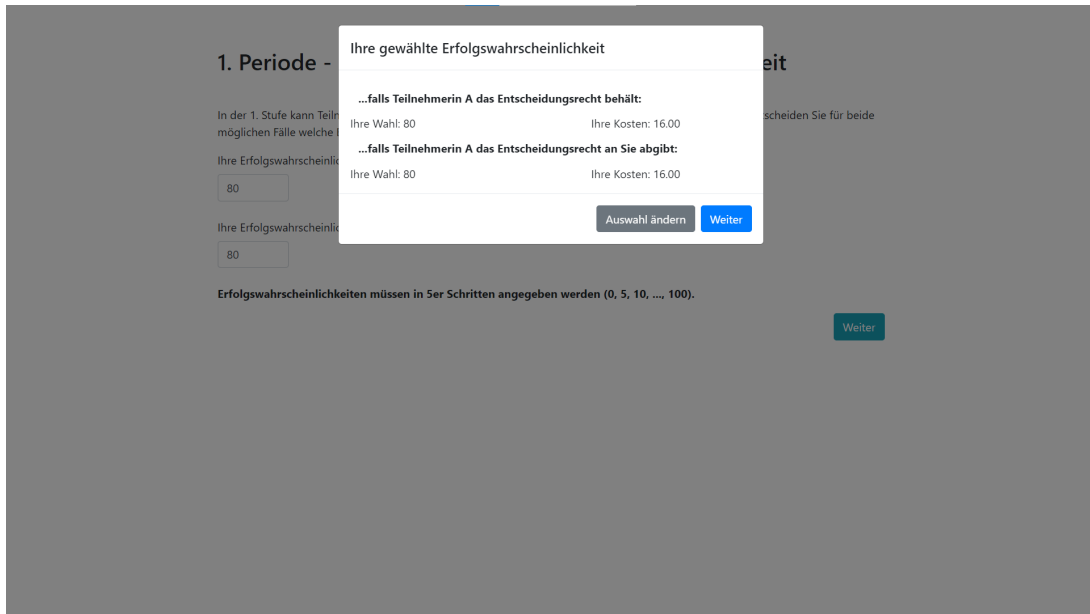 Ihre gewählte Erfolgswahrscheinlichkeit
1. Periode -
eit
...falls Teilnehmerin A das Entscheidungsrecht behält:
In der 1. Stufe kann Teiln
scheiden Sie für beide
Ihre Wahl: 80 Ihre Kosten: 16.00
möglichen Fälle welche
...falls Teilnehmerin A das Entscheidungsrecht an Sie abgibt:
Ihre Erfolgswahrscheinlic
Ihre Wahl: 80 Ihre Kosten: 16.00
80
Auswahl ändern Weiter
Ihre Erfolgswahrscheinlic
80
Erfolgswahrscheinlichkeiten müssen in 5er Schritten angegeben werden (0, 5, 10, ..., 100).
Weiter